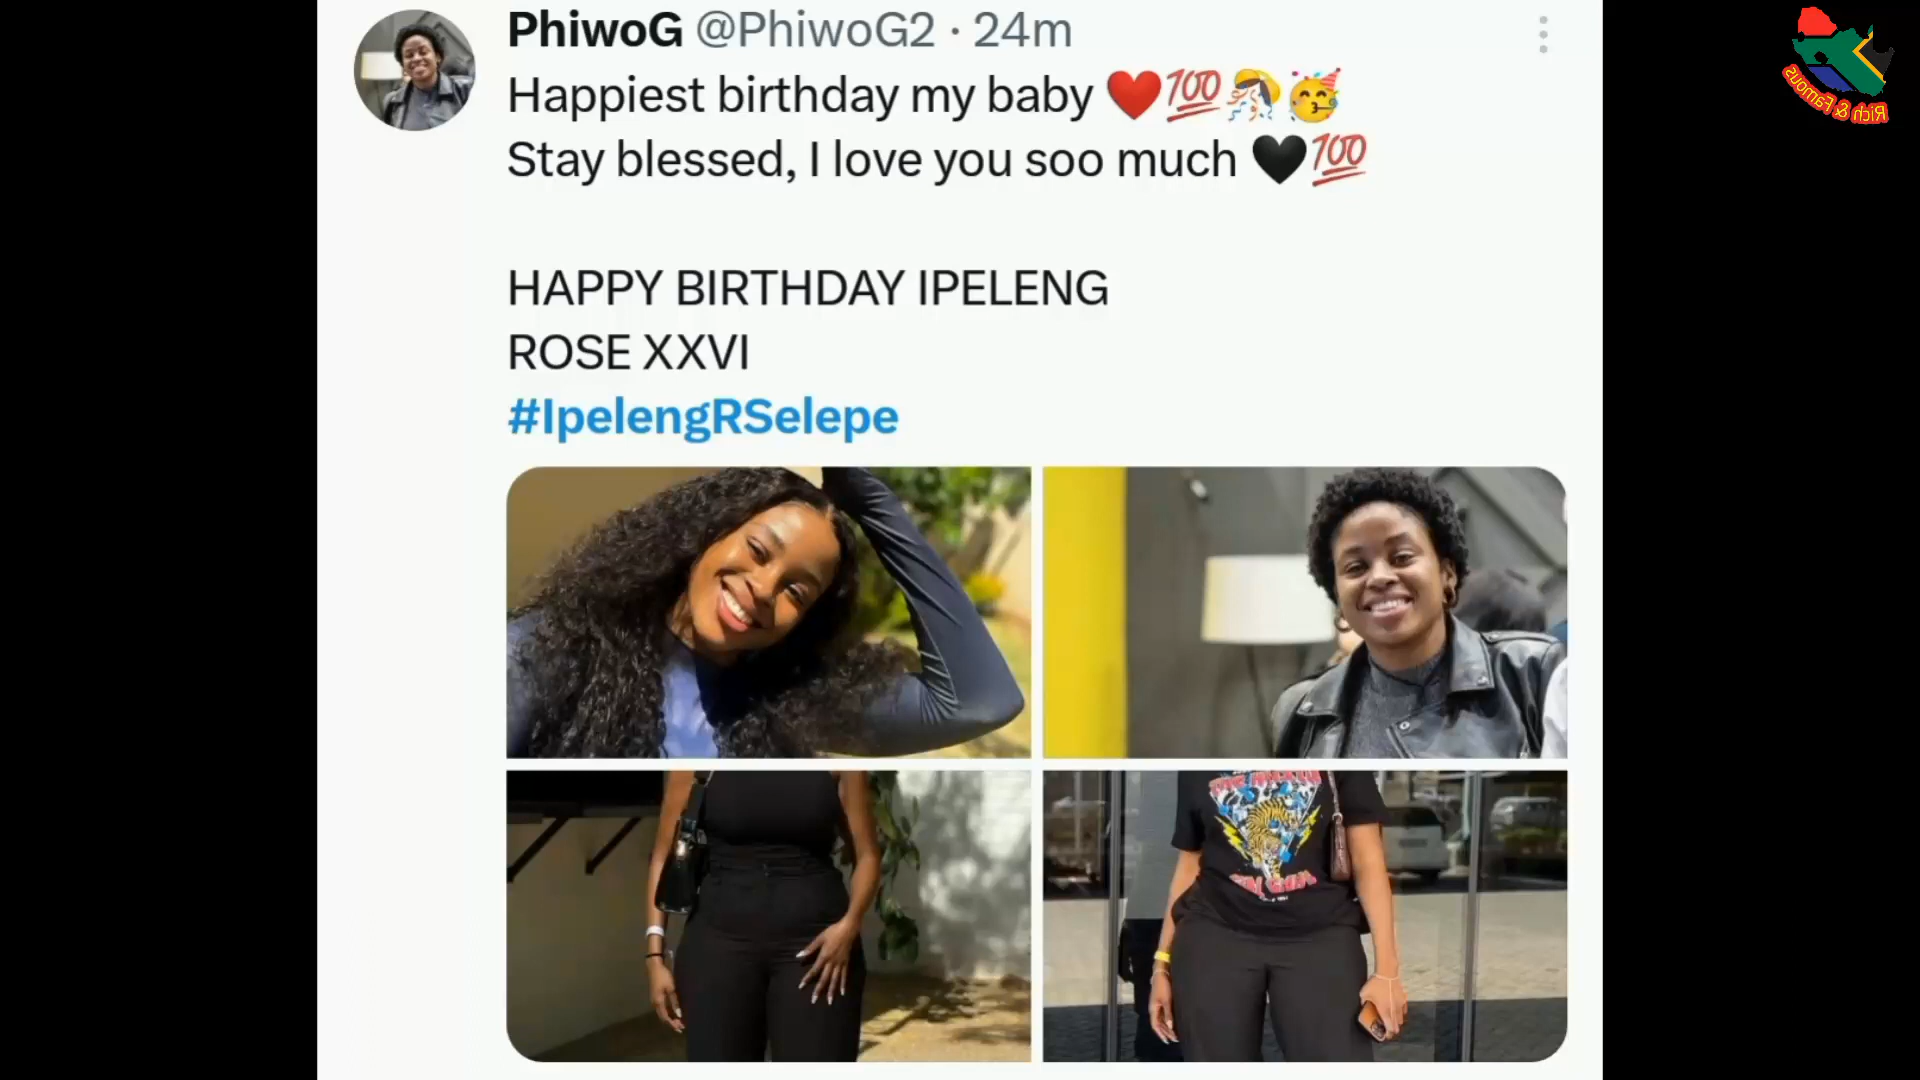 PhiwoG @PhiwoG2 · 24m
Happiest birthday my baby ❤️💯🎊🥳
Stay blessed, I love you soo much 🖤💯
HAPPY BIRTHDAY IPELENG
ROSE XXVI
#IpelengRSelepe
Rich & Famous